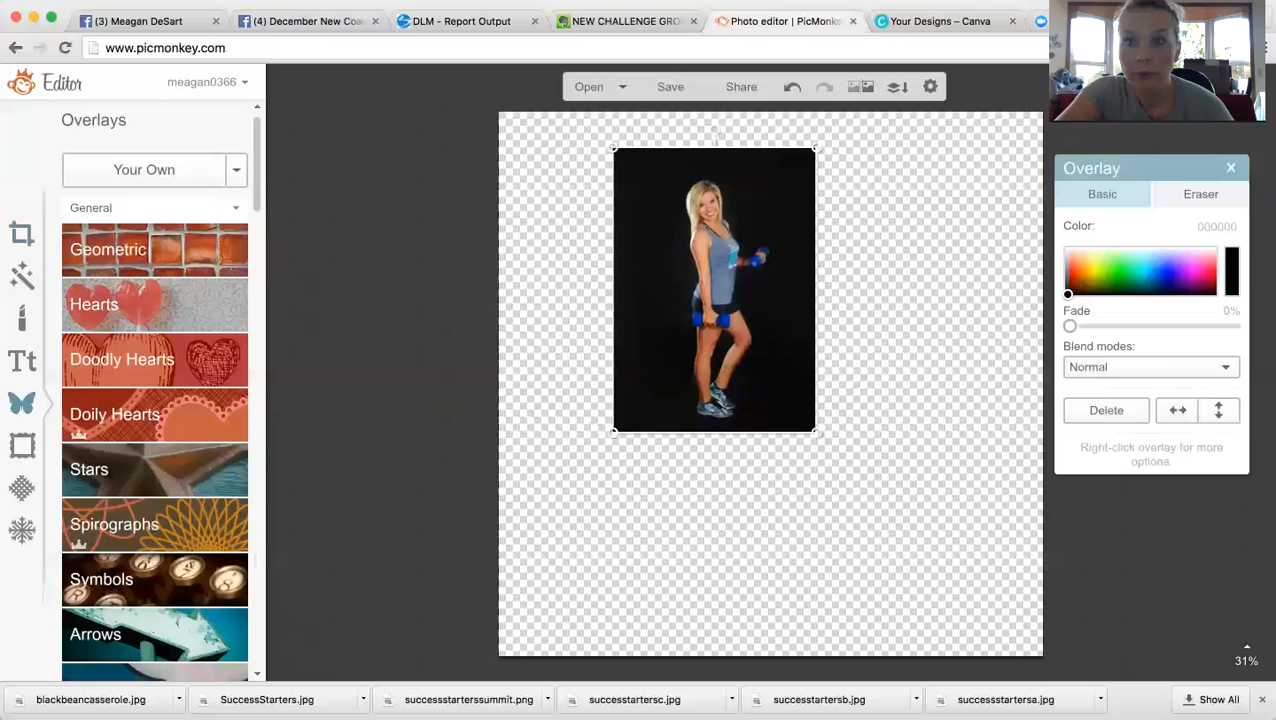 (3) Meagan DeSart ×
(4) December New Coa ×
DLM - Report Output ×
NEW CHALLENGE GRO ×
Photo editor | PicMonke ×
Your Designs – Canva ×
www.picmonkey.com
Editor
meagan0366
Open
Save
Share
Overlays
Your Own
General
Geometric
Hearts
Doodly Hearts
Doily Hearts
Stars
Spirographs
Symbols
Arrows
Overlay ×
Basic
Eraser
Color:
000000
Fade
0%
Blend modes:
Normal
Delete
Right-click overlay for more
options.
31%
blackbeancasserole.jpg
SuccessStarters.jpg
successstarterssummit.png
successstartersc.jpg
successstartersb.jpg
successstartersa.jpg
Show All